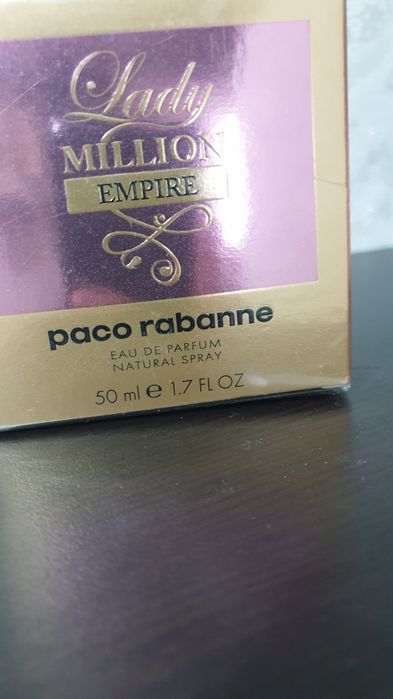 Lady
MILLION
EMPIRE
paco rabanne
EAU DE PARFUM
NATURAL SPRAY
50 ml e 1.7 FL OZ